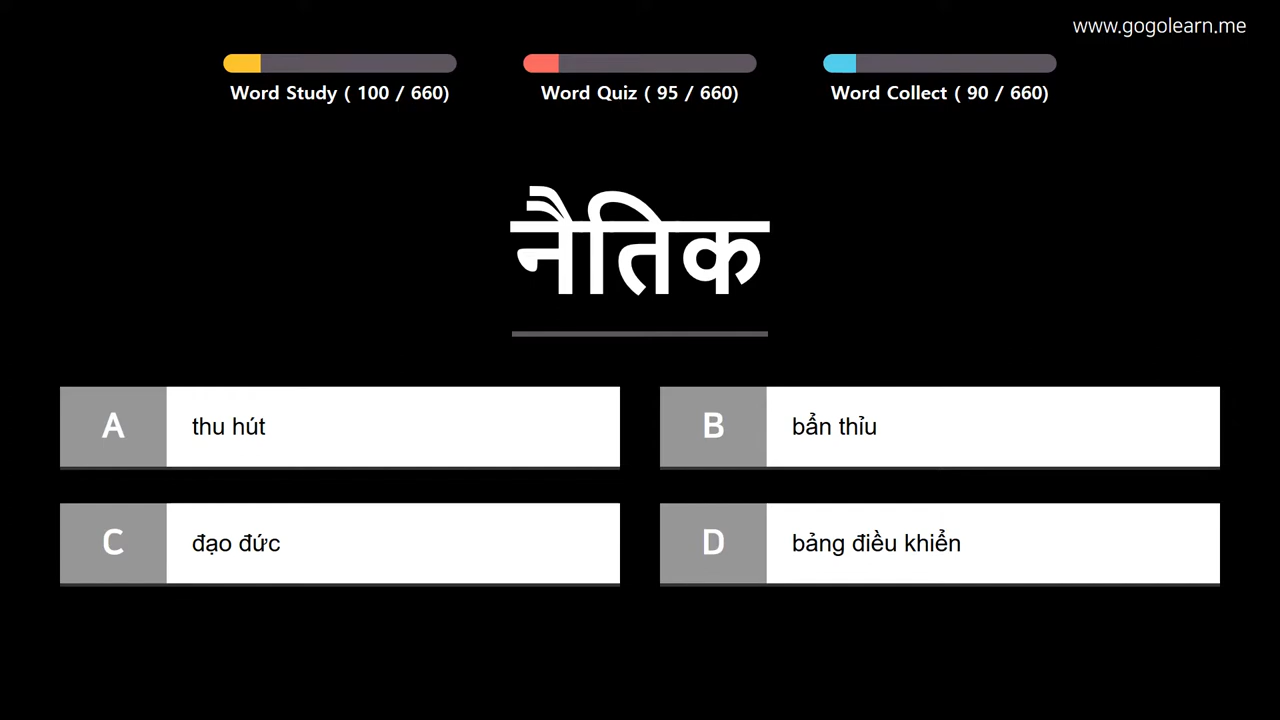 www.gogolearn.me
Word Study ( 100 / 660)
Word Quiz ( 95 / 660)
Word Collect ( 90 / 660)
नैतिक
A
thu hút
B
bẩn thỉu
C
đạo đức
D
bảng điều khiển